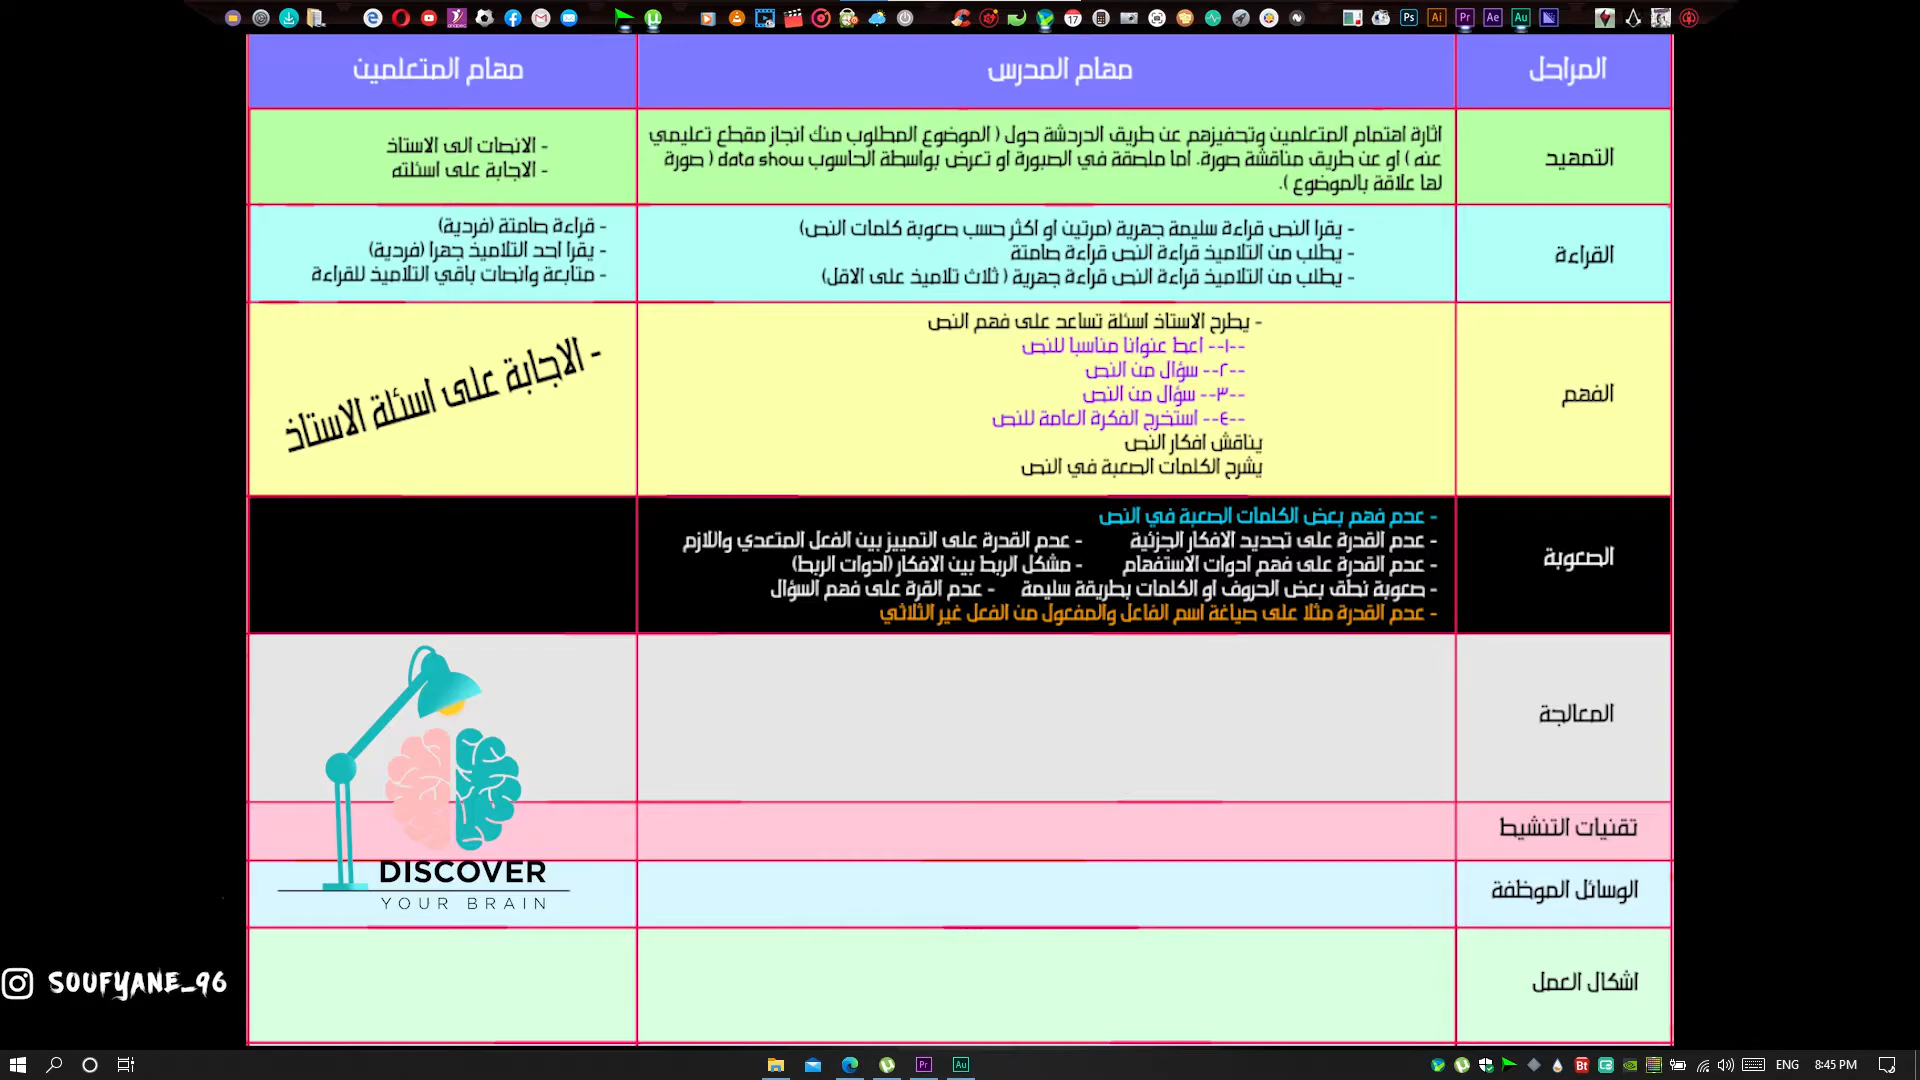 المراحل
مهام المدرس
مهام المتعلمين
التمهيد
اثارة اهتمام المتعلمين وتحفيزهم عن طريق الدردشة حول ( الموضوع المطلوب منك انجاز مقطع تعليمي
عنه ) او عن طريق مناقشة صورة. اما ملصقة في الصبورة او تعرض بواسطة الحاسوب data show ( صورة
لها علاقة بالموضوع ).
- الانصات الى الاستاذ
- الاجابة على اسئلته
القراءة
- يقرا النص قراءة سليمة جهرية (مرتين او اكثر حسب صعوبة كلمات النص)
- يطلب من التلاميذ قراءة النص قراءة صامتة
- يطلب من التلاميذ قراءة النص قراءة جهرية ( ثلاث تلاميذ على الاقل)
- قراءة صامتة (فردية)
- يقرا احد التلاميذ جهرا (فردية)
- متابعة وانصات باقي التلاميذ للقراءة
الفهم
- يطرح الاستاذ اسئلة تساعد على فهم النص
--١-- اعط عنوانا مناسبا للنص
--٢-- سؤال من النص
--٣-- سؤال من النص
--٤-- استخرج الفكرة العامة للنص
يناقش افكار النص
يشرح الكلمات الصعبة في النص
- الاجابة على اسئلة الاستاذ
الصعوبة
- عدم فهم بعض الكلمات الصعبة في النص
- عدم القدرة على تحديد الافكار الجزئية - عدم القدرة على التمييز بين الفعل المتعدي واللازم
- عدم القدرة على فهم ادوات الاستفهام - مشكل الربط بين الافكار (ادوات الربط)
- صعوبة نطق بعض الحروف او الكلمات بطريقة سليمة - عدم القرة على فهم السؤال
- عدم القدرة مثلا على صياغة اسم الفاعل والمفعول من الفعل غير الثلاثي
المعالجة
تقنيات التنشيط
الوسائل الموظفة
اشكال العمل
DISCOVER
YOUR BRAIN
SOUFYANE_96
ENG
8:45 PM